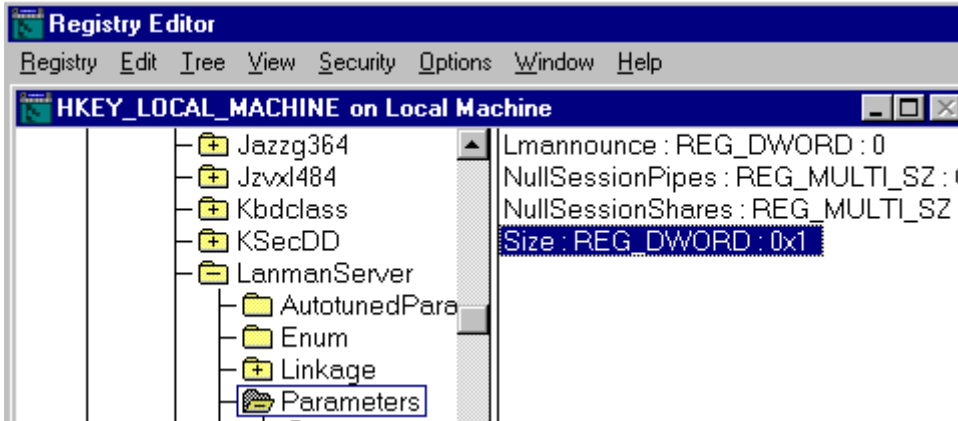 Registry Editor
Registry Edit Tree View Security Options Window Help
HKEY_LOCAL_MACHINE on Local Machine
Jazzg364
Jzvxl484
Kbdclass
KSecDD
LanmanServer
AutotunedPara
Enum
Linkage
Parameters
Lmannounce : REG_DWORD : 0
NullSessionPipes : REG_MULTI_SZ :
NullSessionShares : REG_MULTI_SZ
Size : REG_DWORD : 0x1